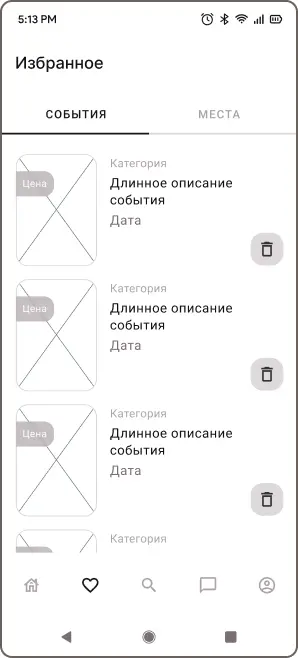 5:13 PM
Избранное
СОБЫТИЯ
МЕСТА
Категория
Цена
Длинное описание
события
Дата
Категория
Цена
Длинное описание
события
Дата
Категория
Цена
Длинное описание
события
Дата
Категория